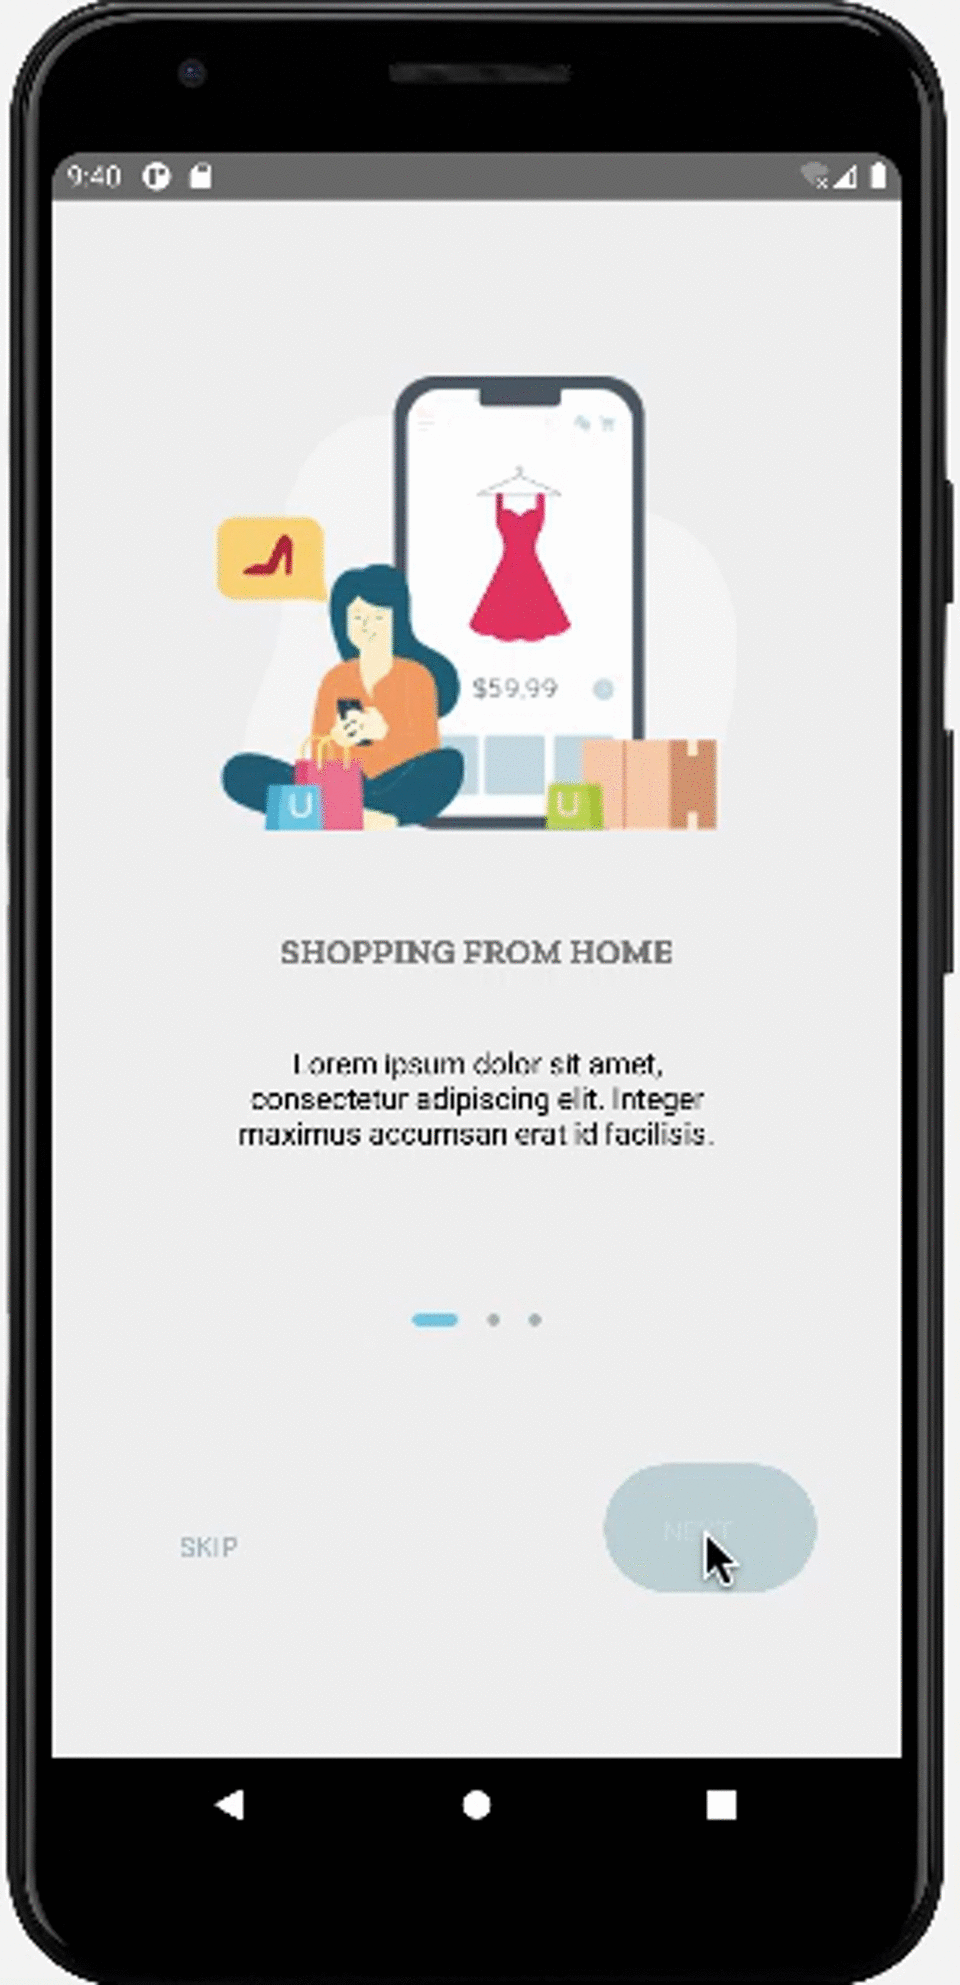 9:40
$59,99
SHOPPING FROM HOME
Lorem ipsum dolor sit amet,
consectetur adipiscing elit. Integer
maximus accumsan erat id facilisis.
SKIP
NEXT